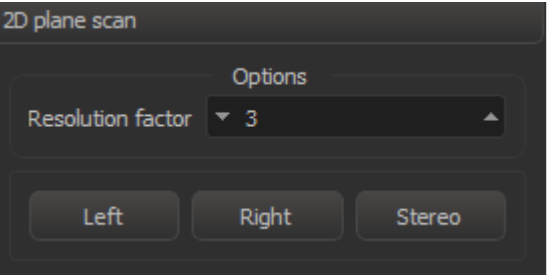 2D plane scan
Options
Resolution factor 3
Left Right Stereo